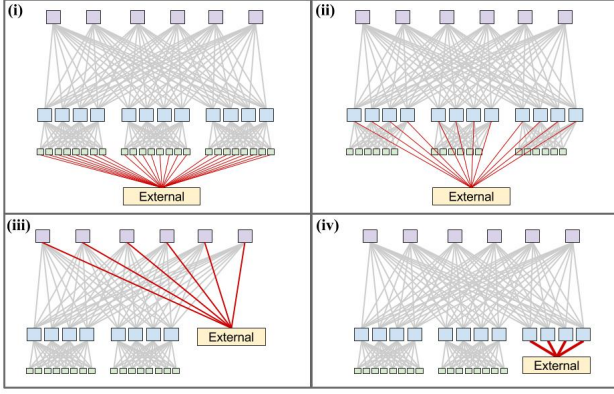 (i)
External
(ii)
External
(iii)
External
(iv)
External